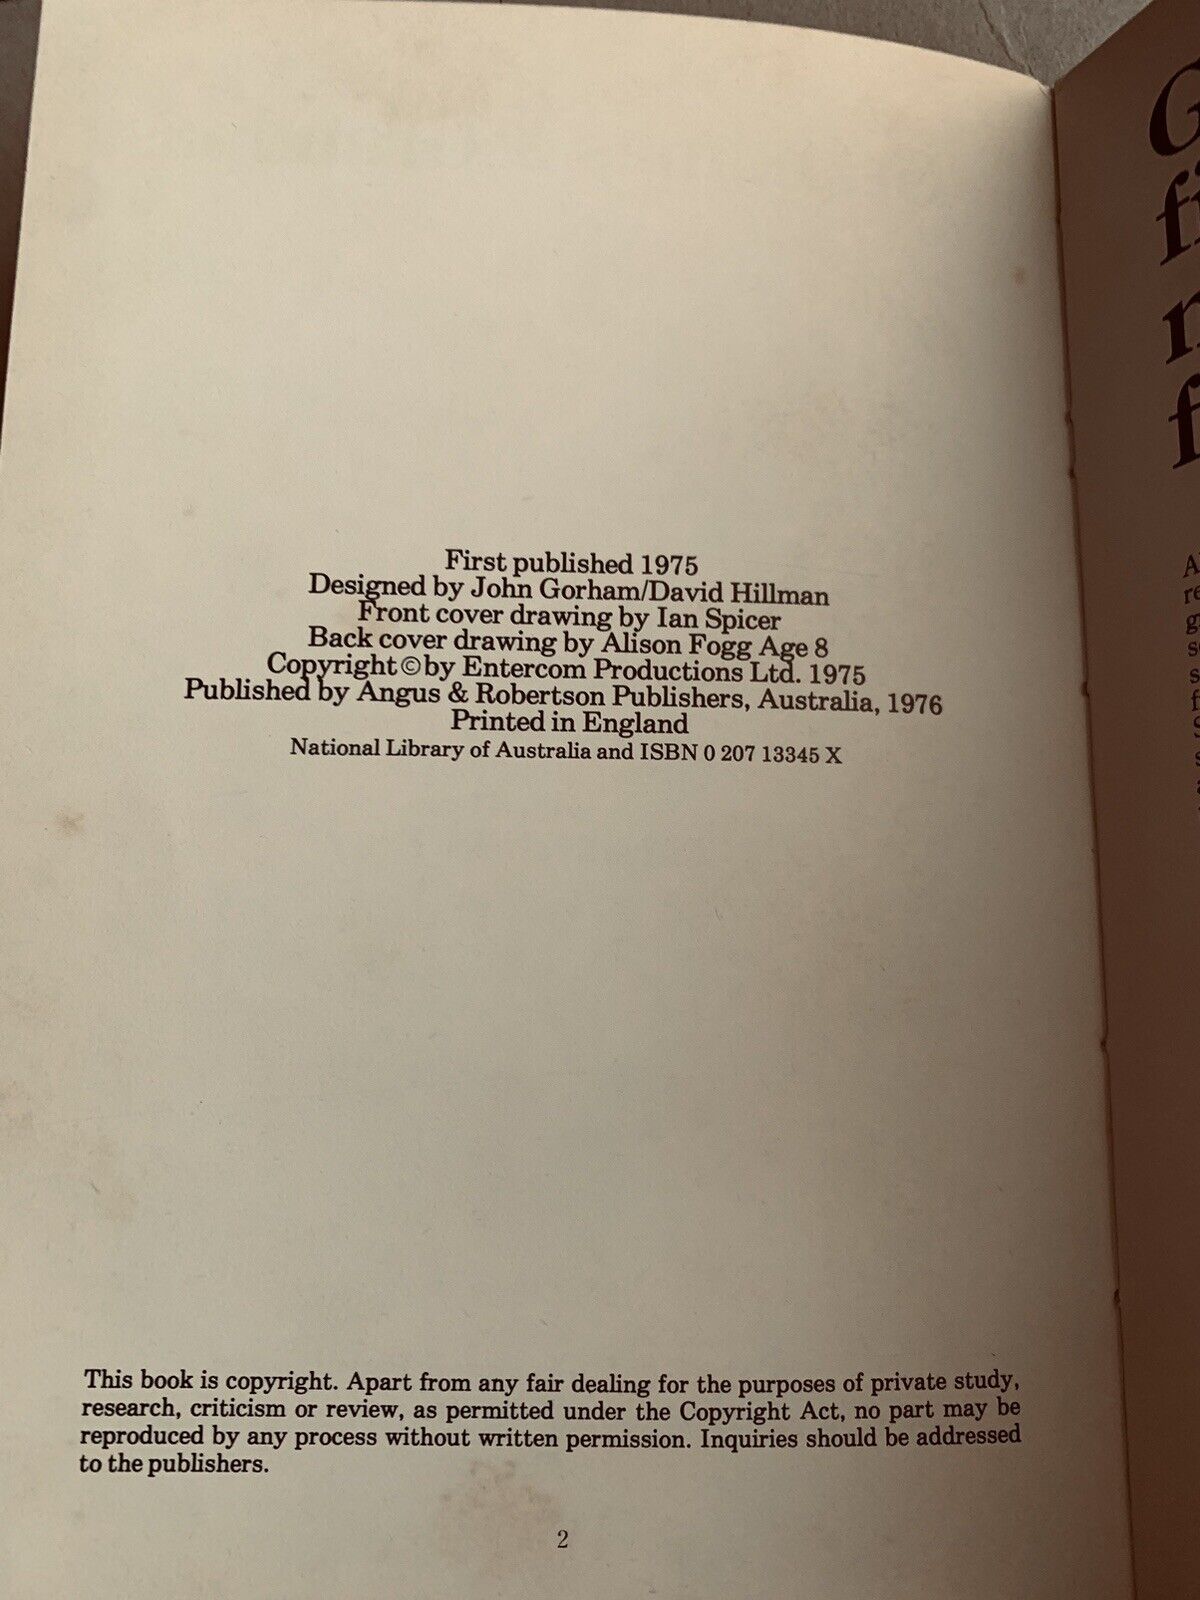 First published 1975
Designed by John Gorham/David Hillman
Front cover drawing by Ian Spicer
Back cover drawing by Alison Fogg Age 8
Copyright © by Entercom Productions Ltd. 1975
Published by Angus & Robertson Publishers, Australia, 1976
Printed in England
National Library of Australia and ISBN 0 207 13345 X
This book is copyright. Apart from any fair dealing for the purposes of private study,
research, criticism or review, as permitted under the Copyright Act, no part may be
reproduced by any process without written permission. Inquiries should be addressed
to the publishers.
2